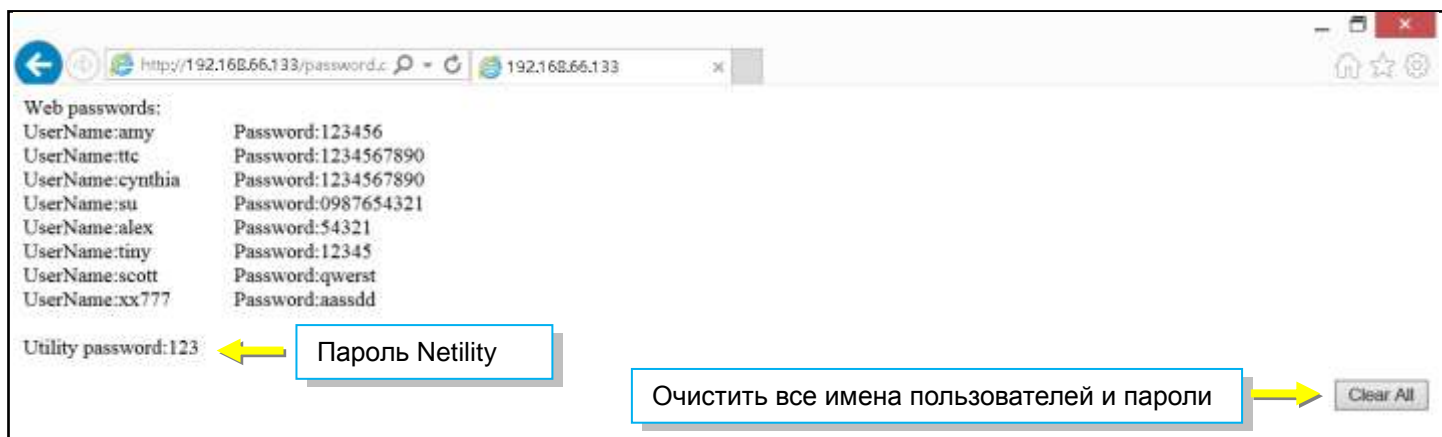 http://192.168.66.133/password.c 192.168.66.133
Web passwords:
UserName:amy Password:123456
UserName:ttc Password:1234567890
UserName:cynthia Password:1234567890
UserName:su Password:0987654321
UserName:alex Password:54321
UserName:tiny Password:12345
UserName:scott Password:qwerst
UserName:xx777 Password:aassdd
Utility password:123
Пароль Netility
Очистить все имена пользователей и пароли
Clear All